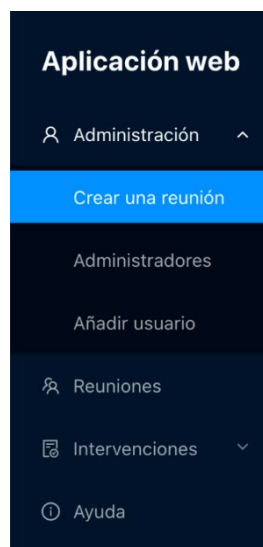 Aplicación web
Administración
Crear una reunión
Administradores
Añadir usuario
Reuniones
Intervenciones
Ayuda